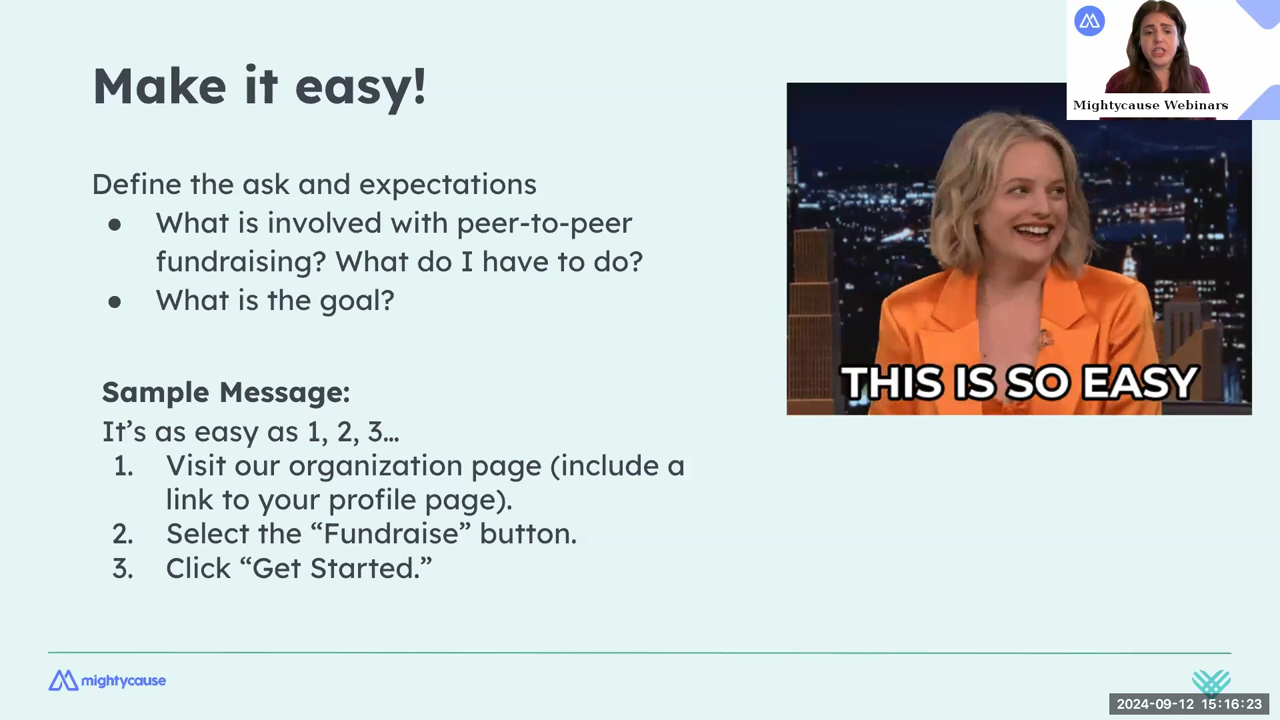 Make it easy!
Define the ask and expectations
● What is involved with peer-to-peer
fundraising? What do I have to do?
● What is the goal?
Sample Message:
It’s as easy as 1, 2, 3…
1. Visit our organization page (include a
link to your profile page).
2. Select the “Fundraise” button.
3. Click “Get Started.”
Mightycause Webinars
THIS IS SO EASY
mightycause
2024-09-12 15:16:23